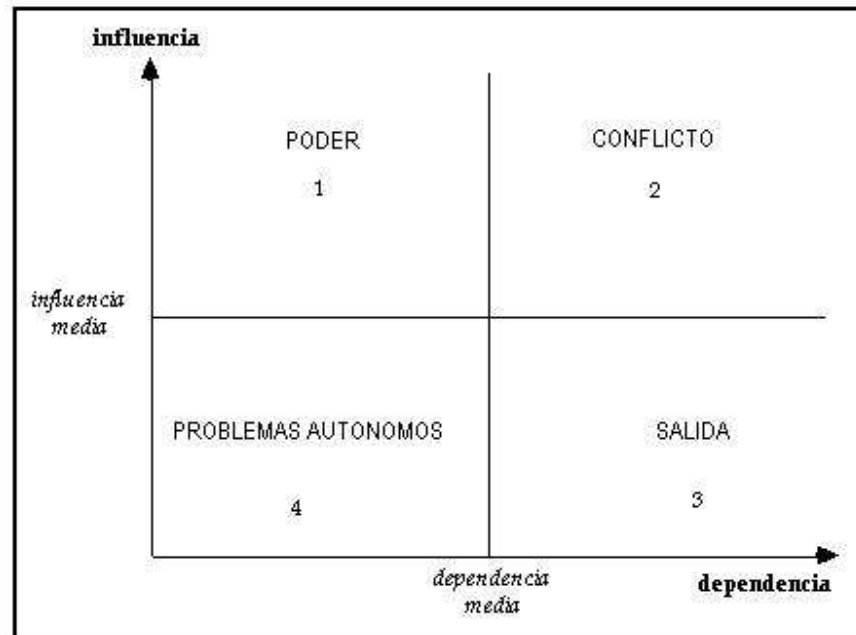 influencia
PODER
CONFLICTO
1
2
influencia
media
PROBLEMAS AUTONOMOS
SALIDA
4
3
dependencia
media
dependencia